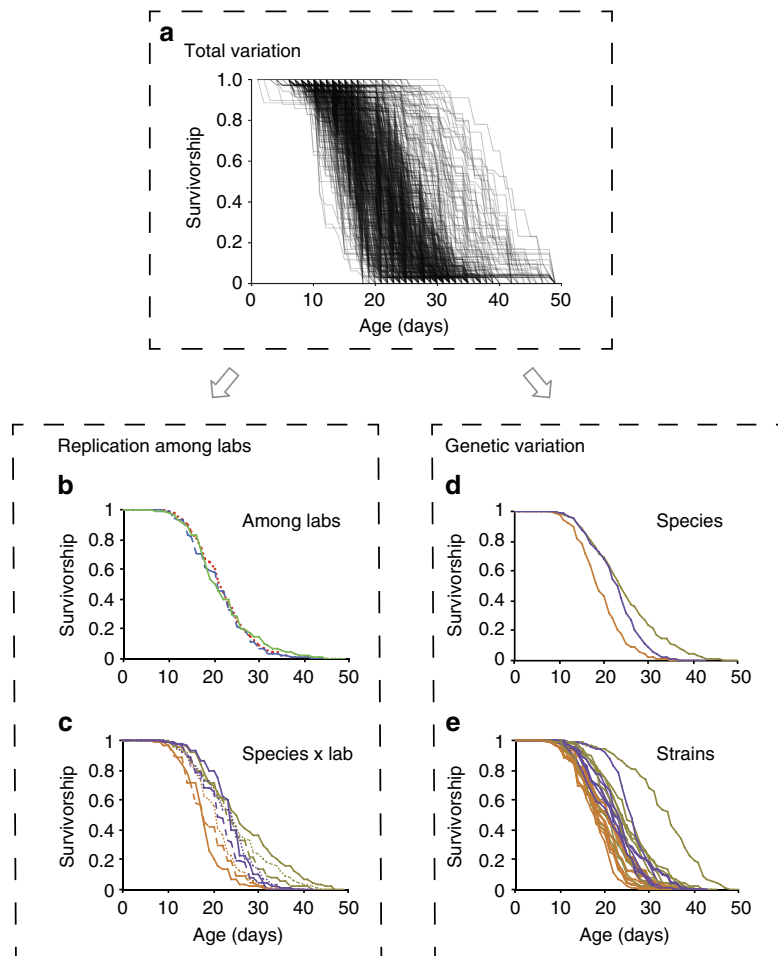 a
Total variation
1.0
0.8
0.6
0.4
0.2
0
Survivorship
0 10 20 30 40 50
Age (days)
Replication among labs
b
Among labs
1
0.8
0.6
0.4
0.2
0
Survivorship
0 10 20 30 40 50
c
Species x lab
1
0.8
0.6
0.4
0.2
0
Survivorship
0 10 20 30 40 50
Age (days)
Genetic variation
d
Species
1
0.8
0.6
0.4
0.2
0
Survivorship
0 10 20 30 40 50
e
Strains
1
0.8
0.6
0.4
0.2
0
Survivorship
0 10 20 30 40 50
Age (days)